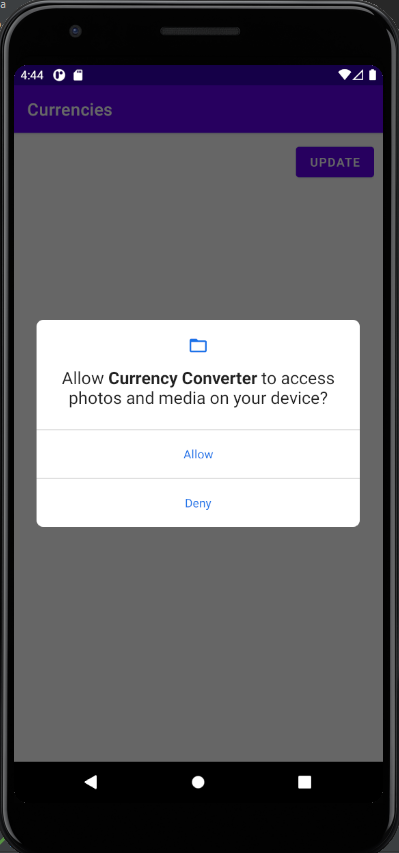 a
4:44
Currencies
UPDATE
Allow Currency Converter to access
photos and media on your device?
Allow
Deny